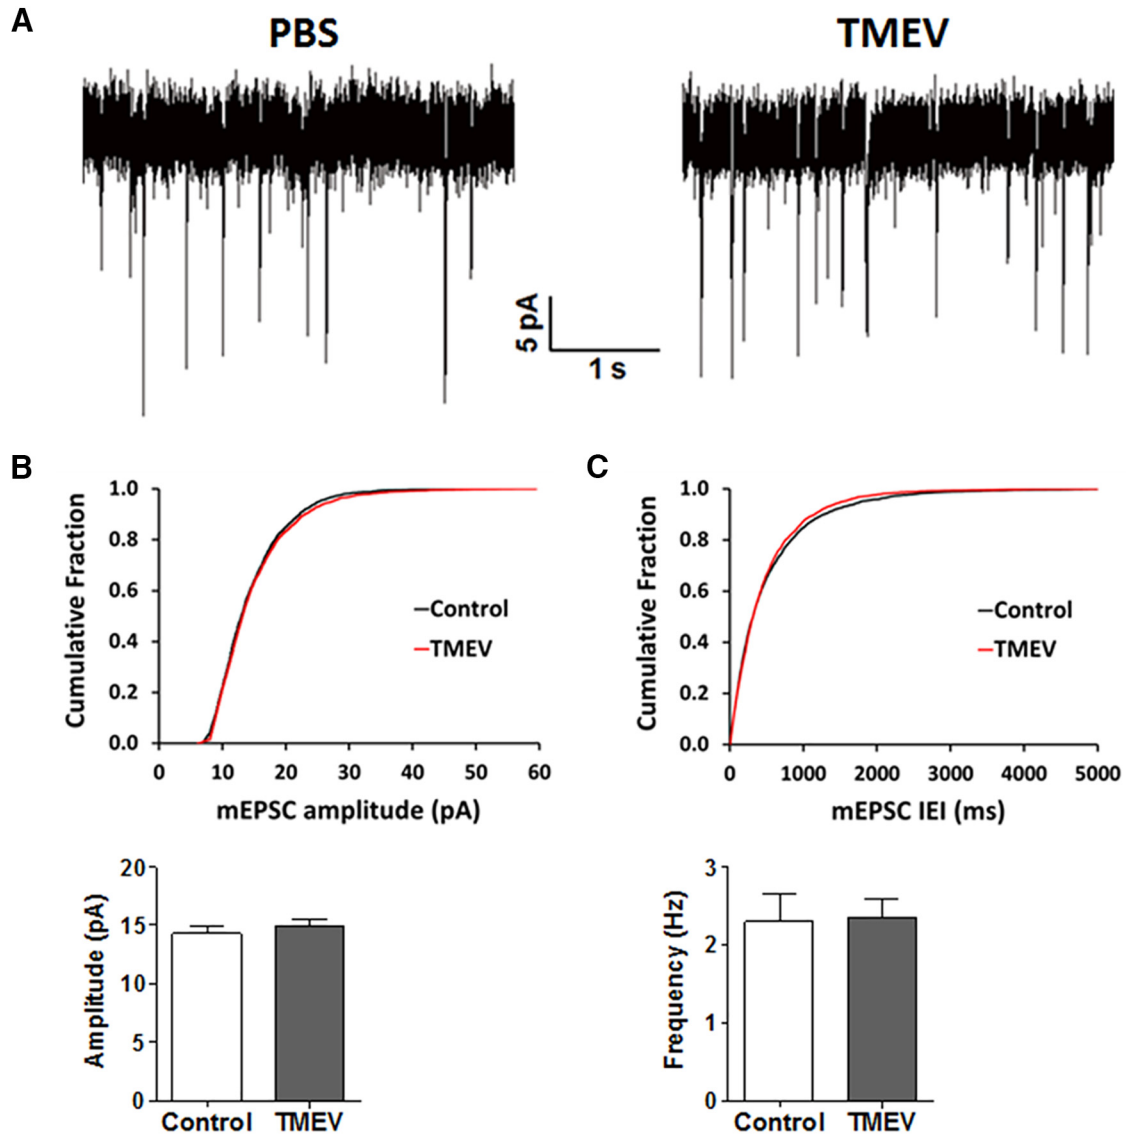 A
PBS
TMEV
5 pA
1 s
B
Cumulative Fraction
1.0
0.8
0.6
0.4
0.2
0.0
Control
TMEV
0 10 20 30 40 50 60
mEPSC amplitude (pA)
C
Cumulative Fraction
1.0
0.8
0.6
0.4
0.2
0.0
Control
TMEV
0 1000 2000 3000 4000 5000
mEPSC IEI (ms)
Amplitude (pA)
20
15
10
5
0
Control TMEV
Frequency (Hz)
3
2
1
0
Control TMEV